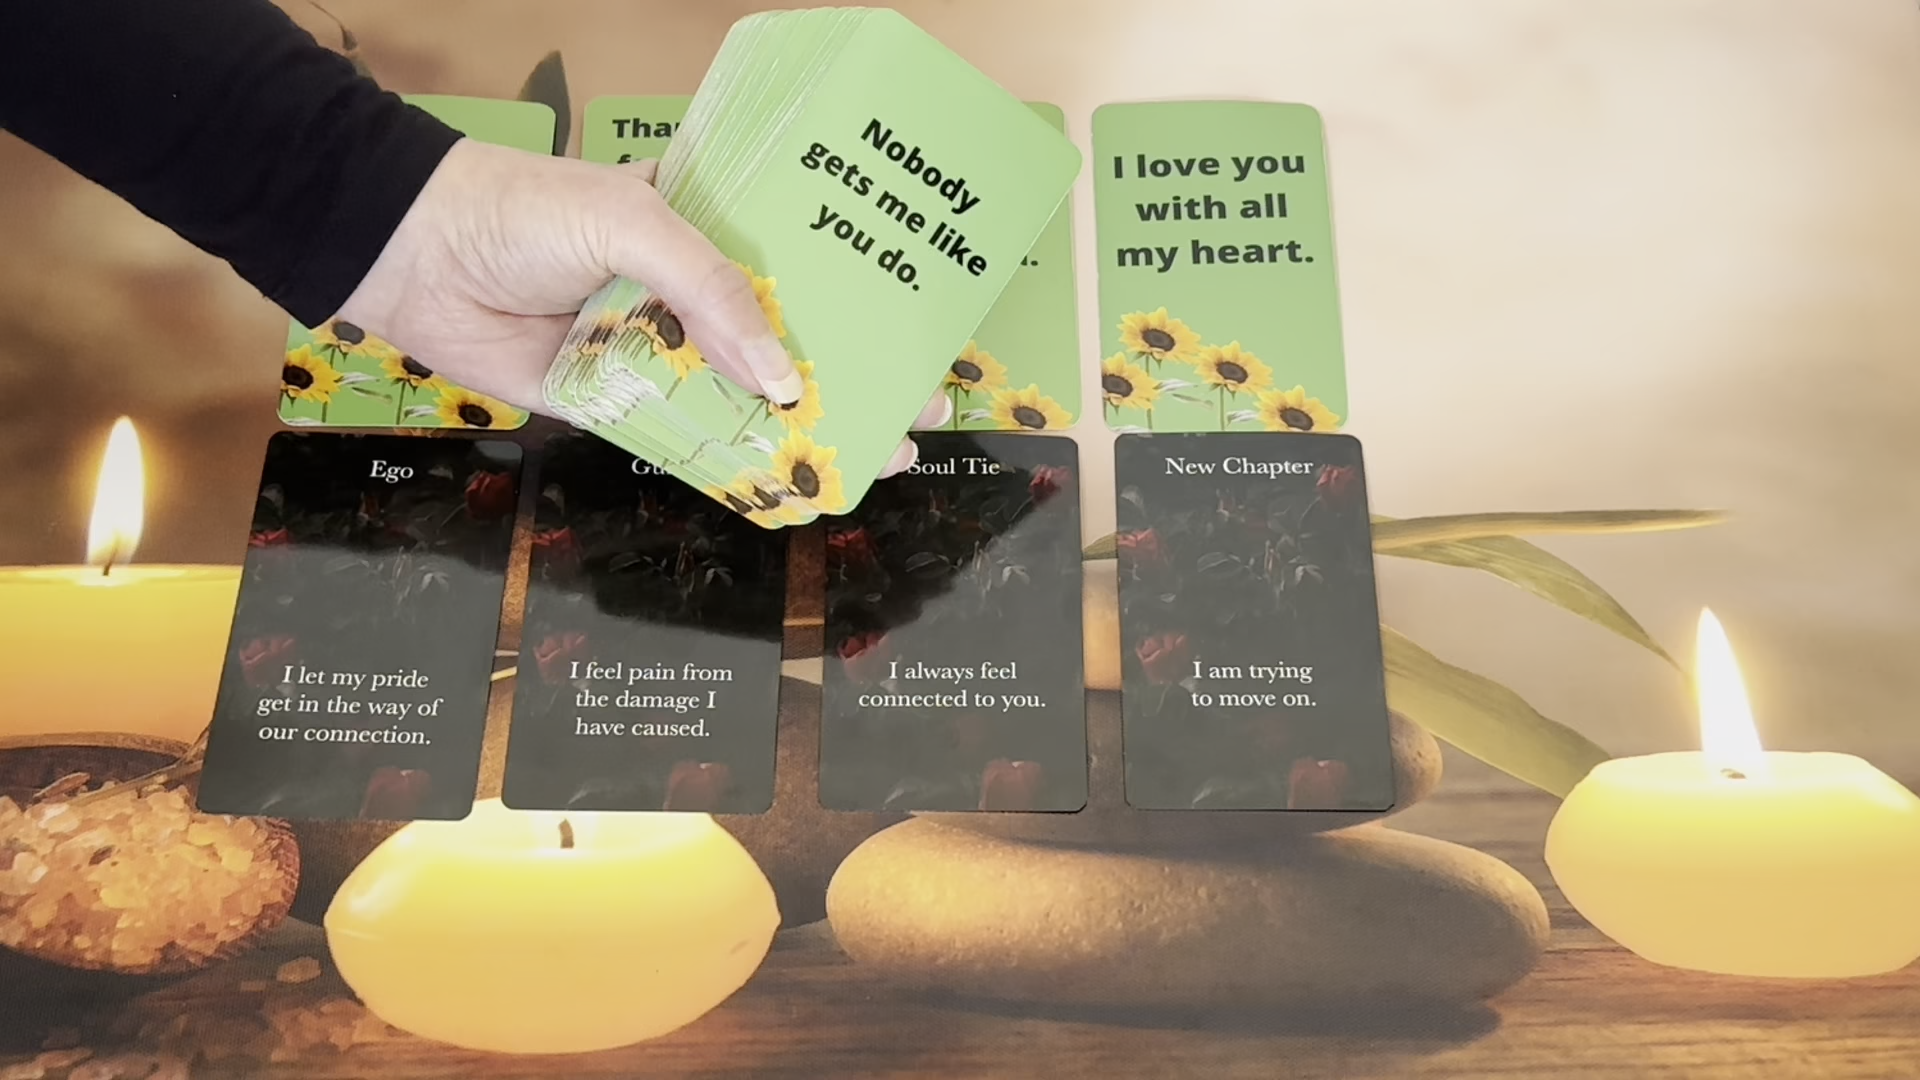 Nobody
gets me like
you do.
I love you
with all
my heart.
Ego
I let my pride
get in the way of
our connection.
I feel pain from
the damage I
have caused.
Soul Tie
I always feel
connected to you.
New Chapter
I am trying
to move on.